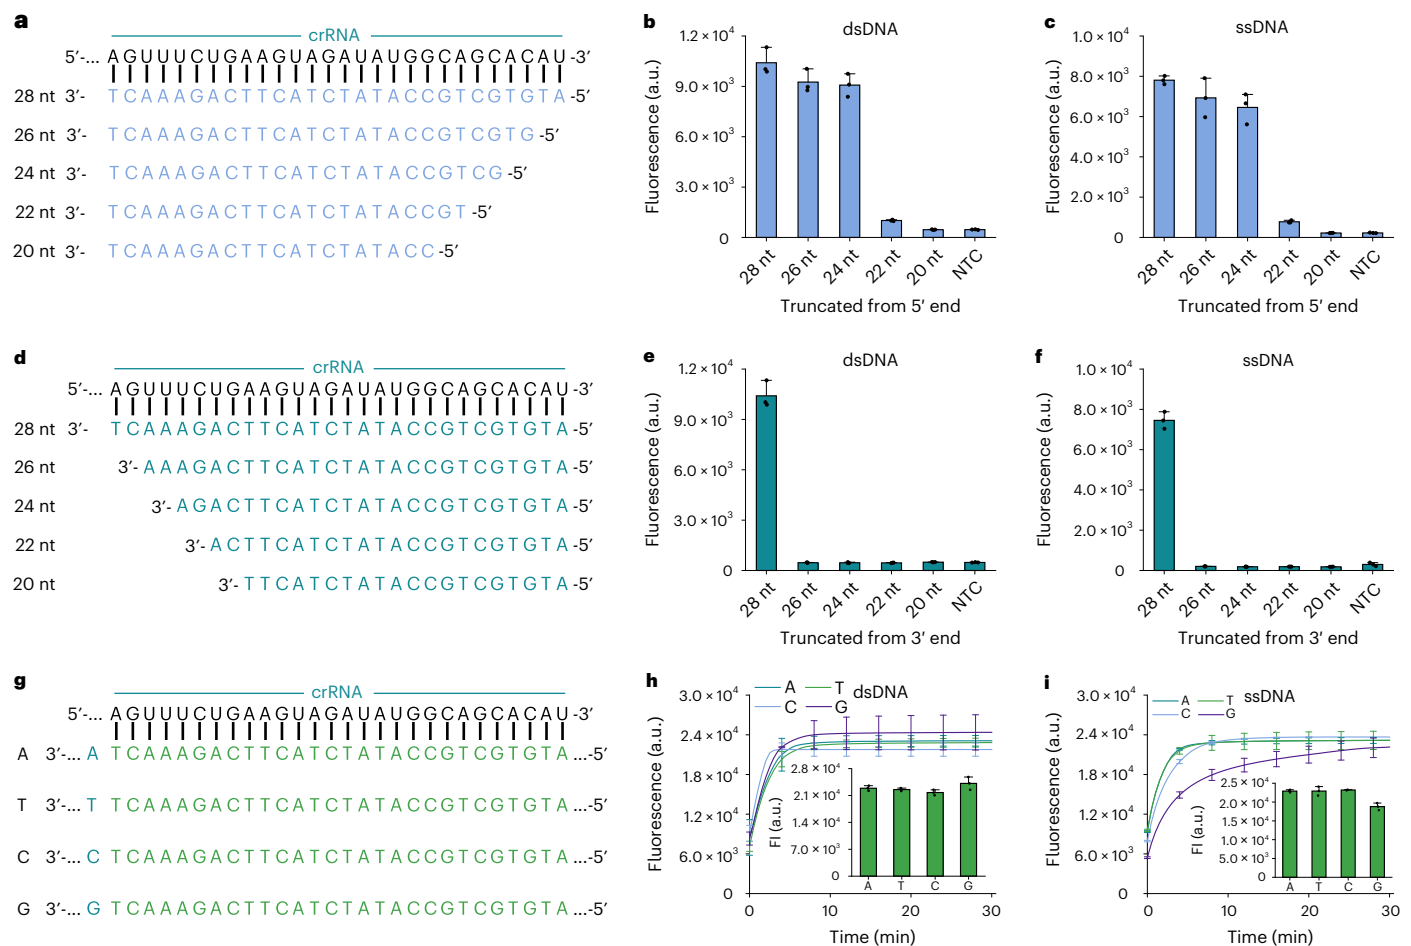 a
crRNA
5′-... AGUUUCUGAAGUAGAUAUGGCAGCACAU -3′
28 nt 3′- TCAAAGACTTCATCTATACCGTCGTGTA -5′
26 nt 3′- TCAAAGACTTCATCTATACCGTCGTG -5′
24 nt 3′- TCAAAGACTTCATCTATACCGTCG -5′
22 nt 3′- TCAAAGACTTCATCTATACCGT -5′
20 nt 3′- TCAAAGACTTCATCTATACC -5′
b
dsDNA
Fluorescence (a.u.)
1.2 × 10⁴
9.0 × 10³
6.0 × 10³
3.0 × 10³
0
28 nt 26 nt 24 nt 22 nt 20 nt NTC
Truncated from 5′ end
c
ssDNA
Fluorescence (a.u.)
1.0 × 10⁴
8.0 × 10³
6.0 × 10³
4.0 × 10³
2.0 × 10³
0
28 nt 26 nt 24 nt 22 nt 20 nt NTC
Truncated from 5′ end
d
crRNA
5′-... AGUUUCUGAAGUAGAUAUGGCAGCACAU -3′
28 nt 3′- TCAAAGACTTCATCTATACCGTCGTGTA -5′
26 nt 3′- AAAGACTTCATCTATACCGTCGTGTA -5′
24 nt 3′- AGACTTCATCTATACCGTCGTGTA -5′
22 nt 3′- ACTTCATCTATACCGTCGTGTA -5′
20 nt 3′- TTCATCTATACCGTCGTGTA -5′
e
dsDNA
Fluorescence (a.u.)
1.2 × 10⁴
9.0 × 10³
6.0 × 10³
3.0 × 10³
0
28 nt 26 nt 24 nt 22 nt 20 nt NTC
Truncated from 3′ end
f
ssDNA
Fluorescence (a.u.)
1.0 × 10⁴
8.0 × 10³
6.0 × 10³
4.0 × 10³
2.0 × 10³
0
28 nt 26 nt 24 nt 22 nt 20 nt NTC
Truncated from 3′ end
g
crRNA
5′-... AGUUUCUGAAGUAGAUAUGGCAGCACAU -3′
A 3′-... A TCAAAGACTTCATCTATACCGTCGTGTA ...-5′
T 3′-... T TCAAAGACTTCATCTATACCGTCGTGTA ...-5′
C 3′-... C TCAAAGACTTCATCTATACCGTCGTGTA ...-5′
G 3′-... G TCAAAGACTTCATCTATACCGTCGTGTA ...-5′
h
A T
C G
dsDNA
Fluorescence (a.u.)
3.0 × 10⁴
2.4 × 10⁴
1.8 × 10⁴
1.2 × 10⁴
6.0 × 10³
0
0 10 20 30
Time (min)
FI (a.u.)
2.8 × 10⁴
2.1 × 10⁴
1.4 × 10⁴
7.0 × 10³
0
A T C G
i
A T
C G
ssDNA
Fluorescence (a.u.)
3.0 × 10⁴
2.4 × 10⁴
1.8 × 10⁴
1.2 × 10⁴
6.0 × 10³
0
0 10 20 30
Time (min)
FI (a.u.)
2.5 × 10⁴
2.0 × 10⁴
1.5 × 10⁴
1.0 × 10⁴
5.0 × 10³
0
A T C G